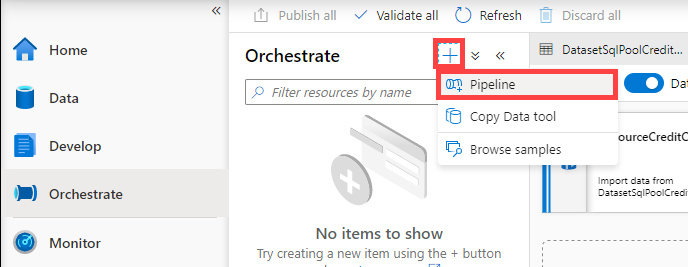 Publish all Validate all Refresh Discard all
Home
Data
Develop
Orchestrate
Monitor
Orchestrate
Filter resources by name
Pipeline
Copy Data tool
Browse samples
No items to show
Try creating a new item using the + button
DatasetSqlPoolCredit...
Dat
ourceCreditC
Import data from
DatasetSqlPoolCredit